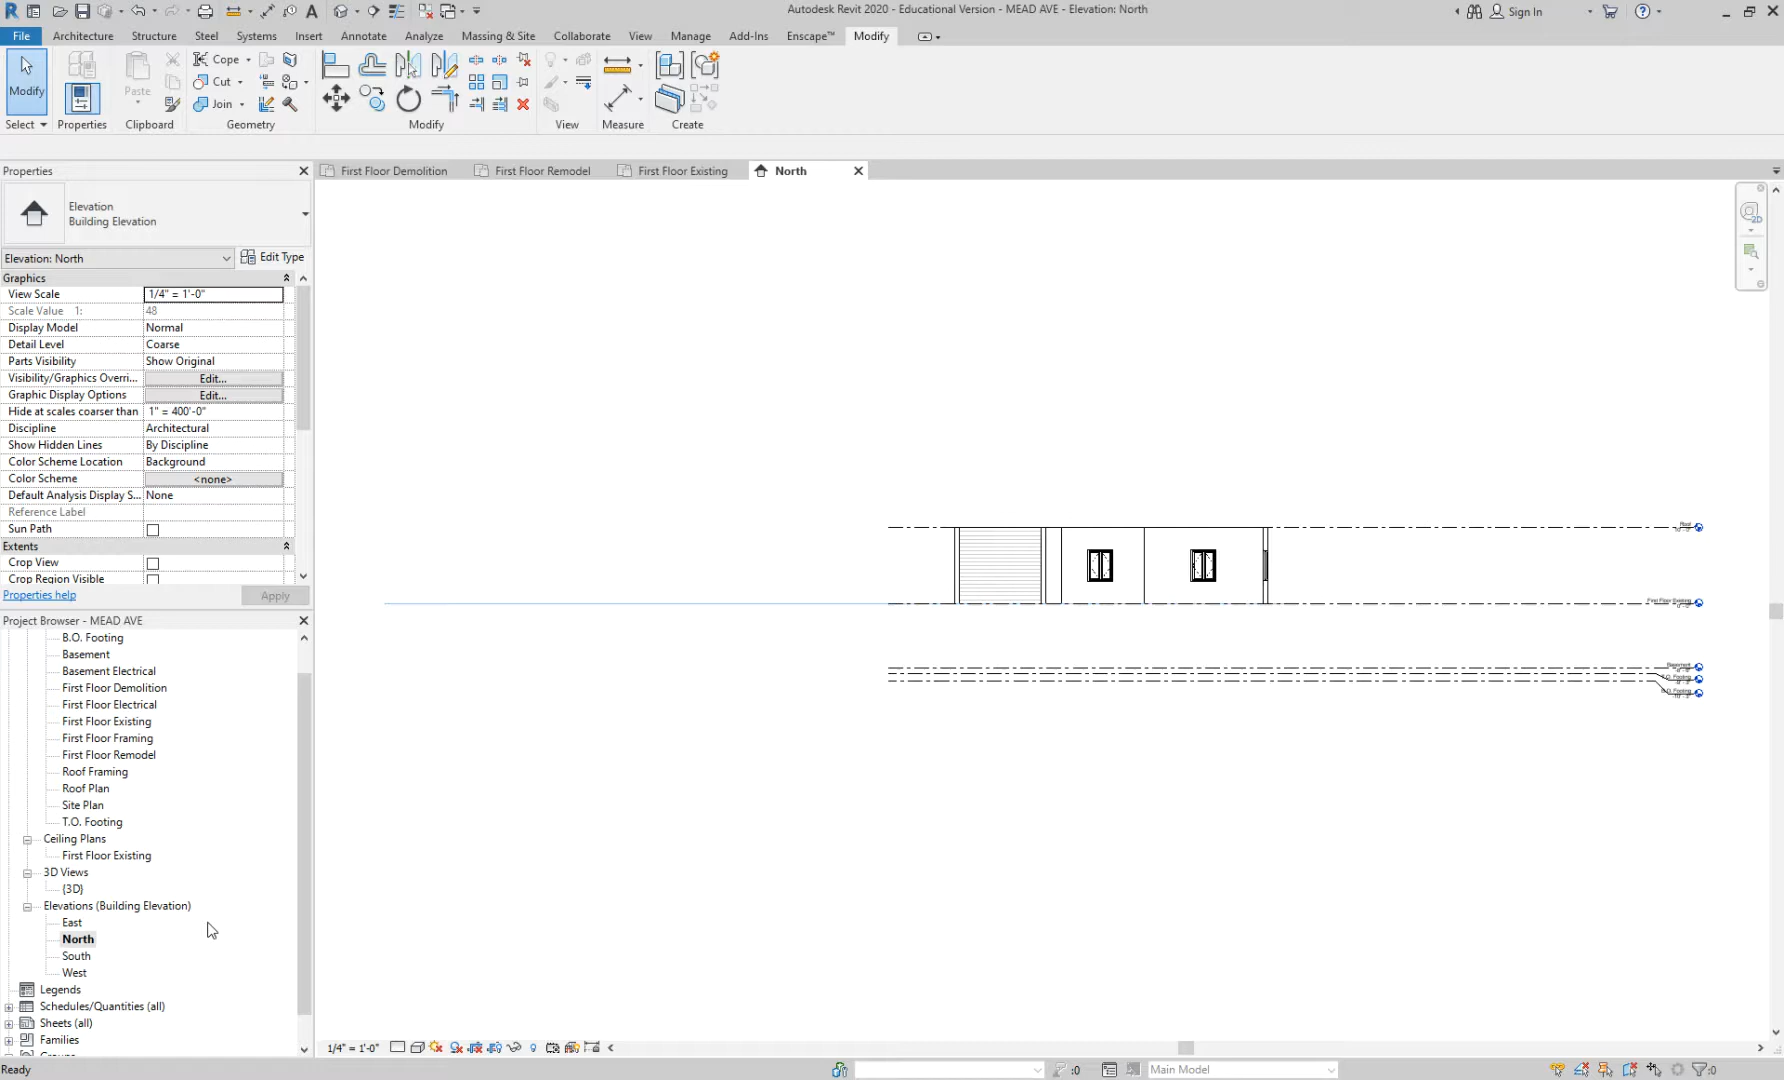 Autodesk Revit 2020 - Educational Version - MEAD AVE - Elevation: North
Sign In
File Architecture Structure Steel Systems Insert Annotate Analyze Massing & Site Collaborate View Manage Add-Ins Enscape™ Modify
Modify
Paste
Cope
Cut
Join
Select Properties Clipboard Geometry Modify View Measure Create
Properties
First Floor Demolition First Floor Remodel First Floor Existing North
Elevation
Building Elevation
Elevation: North Edit Type
Graphics
View Scale 1/4" = 1'-0"
Scale Value 1: 48
Display Model Normal
Detail Level Coarse
Parts Visibility Show Original
Visibility/Graphics Overri... Edit...
Graphic Display Options Edit...
Hide at scales coarser than 1" = 400'-0"
Discipline Architectural
Show Hidden Lines By Discipline
Color Scheme Location Background
Color Scheme <none>
Default Analysis Display S... None
Reference Label
Sun Path
Extents
Crop View
Crop Region Visible
Properties help Apply
Project Browser - MEAD AVE
B.O. Footing
Basement
Basement Electrical
First Floor Demolition
First Floor Electrical
First Floor Existing
First Floor Framing
First Floor Remodel
Roof Framing
Roof Plan
Site Plan
T.O. Footing
Ceiling Plans
First Floor Existing
3D Views
{3D}
Elevations (Building Elevation)
East
North
South
West
Legends
Schedules/Quantities (all)
Sheets (all)
Families
Roof
First Floor Existing
Basement
T.O. Footing
B.O. Footing
1/4" = 1'-0"
Ready
:0
Main Model
:0
2D